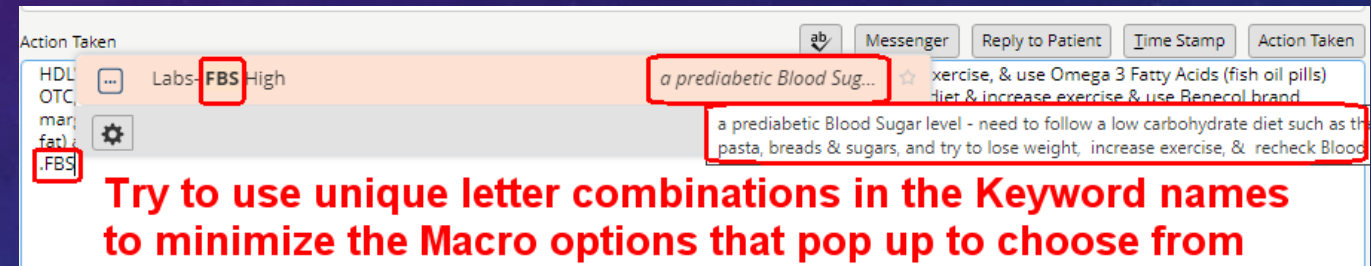 Action Taken
ab Messenger Reply to Patient Time Stamp Action Taken
HDL
Labs-FBS High a prediabetic Blood Sug... xercise, & use Omega 3 Fatty Acids (fish oil pills)
OTC, diet & increase exercise & use Benecol brand
mar
a prediabetic Blood Sugar level - need to follow a low carbohydrate diet such as the
fat)
pasta, breads & sugars, and try to lose weight, increase exercise, & recheck Blood
.FBS
Try to use unique letter combinations in the Keyword names
to minimize the Macro options that pop up to choose from